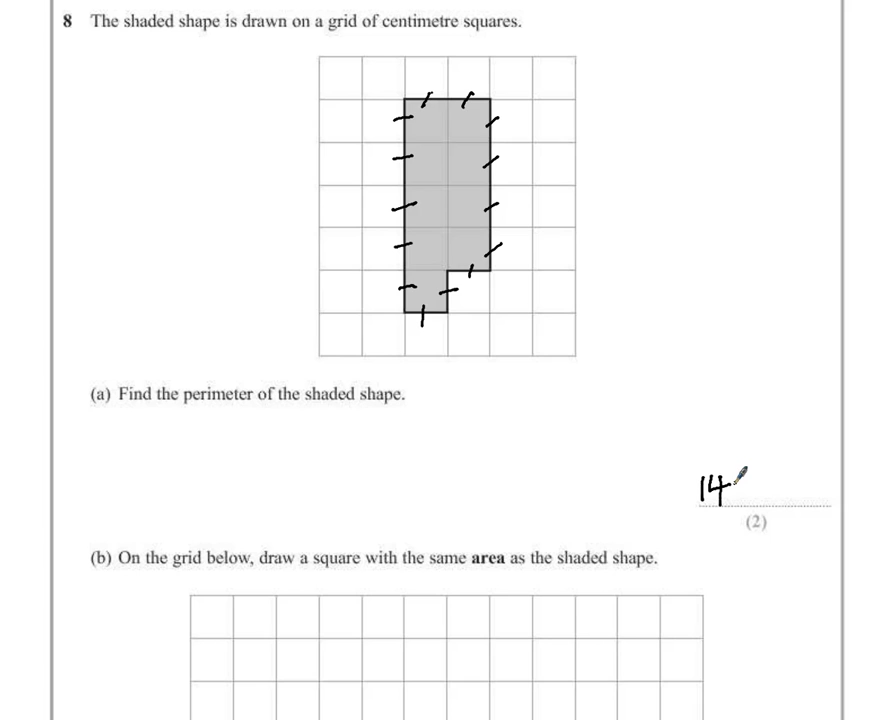 8 The shaded shape is drawn on a grid of centimetre squares.
(a) Find the perimeter of the shaded shape.
14
(2)
(b) On the grid below, draw a square with the same area as the shaded shape.